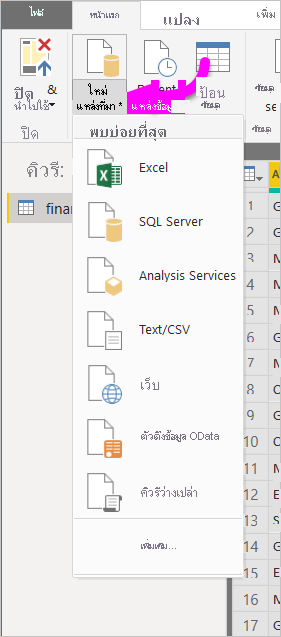 ไฟล์
หน้าแรก
แปลง
เพิ่ม
ปิด &
นำไปใช้
ใหม่
แหล่งที่มา
แหล่งข้อมูล
ป้อน
ปิด
se
พบบ่อยที่สุด
Excel
SQL Server
Analysis Services
Text/CSV
เว็บ
ตัวดึงข้อมูล OData
คิวรีว่างเปล่า
เพิ่มเติม...
คิวรี:
finan
1
2
3
4
5
6
7
8
9
10
11
12
13
14
15
16
17